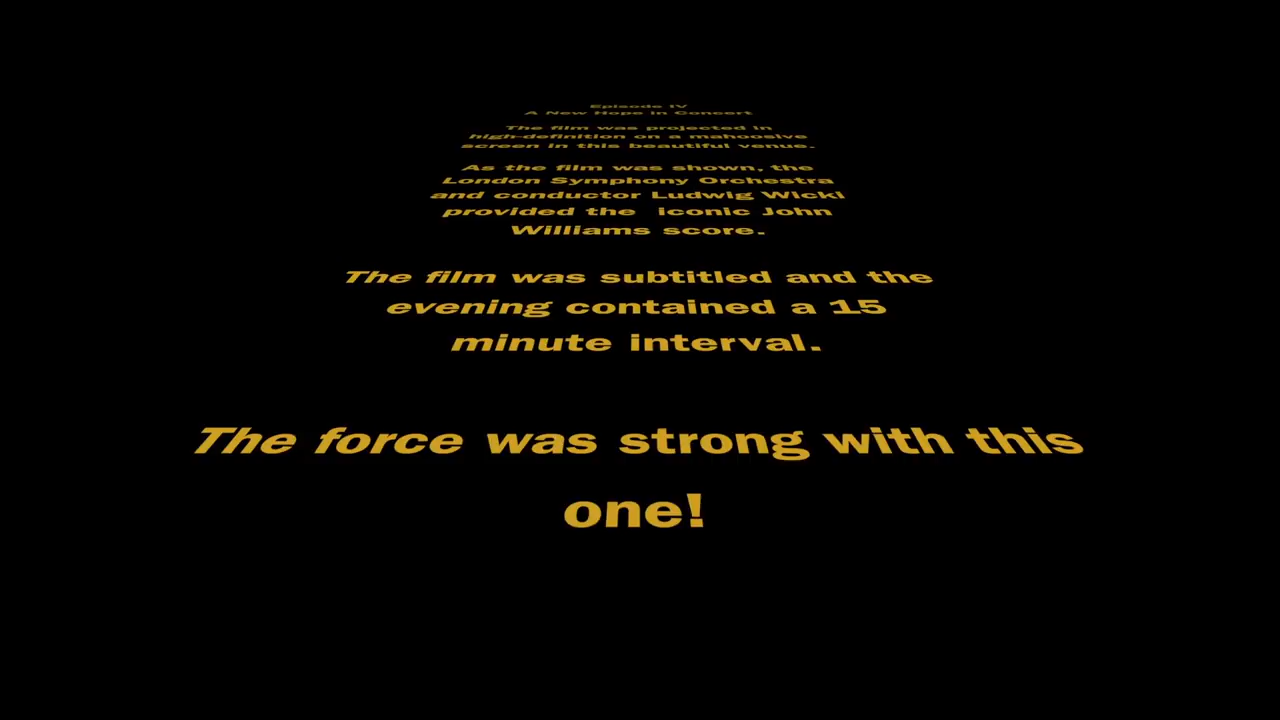 Episode IV
A New Hope in Concert
The film was projected in
high-definition on a mahoosive
screen in this beautiful venue.
As the film was shown, the
London Symphony Orchestra
and conductor Ludwig Wicki
provided the iconic John
Williams score.
The film was subtitled and the
evening contained a 15
minute interval.
The force was strong with this
one!